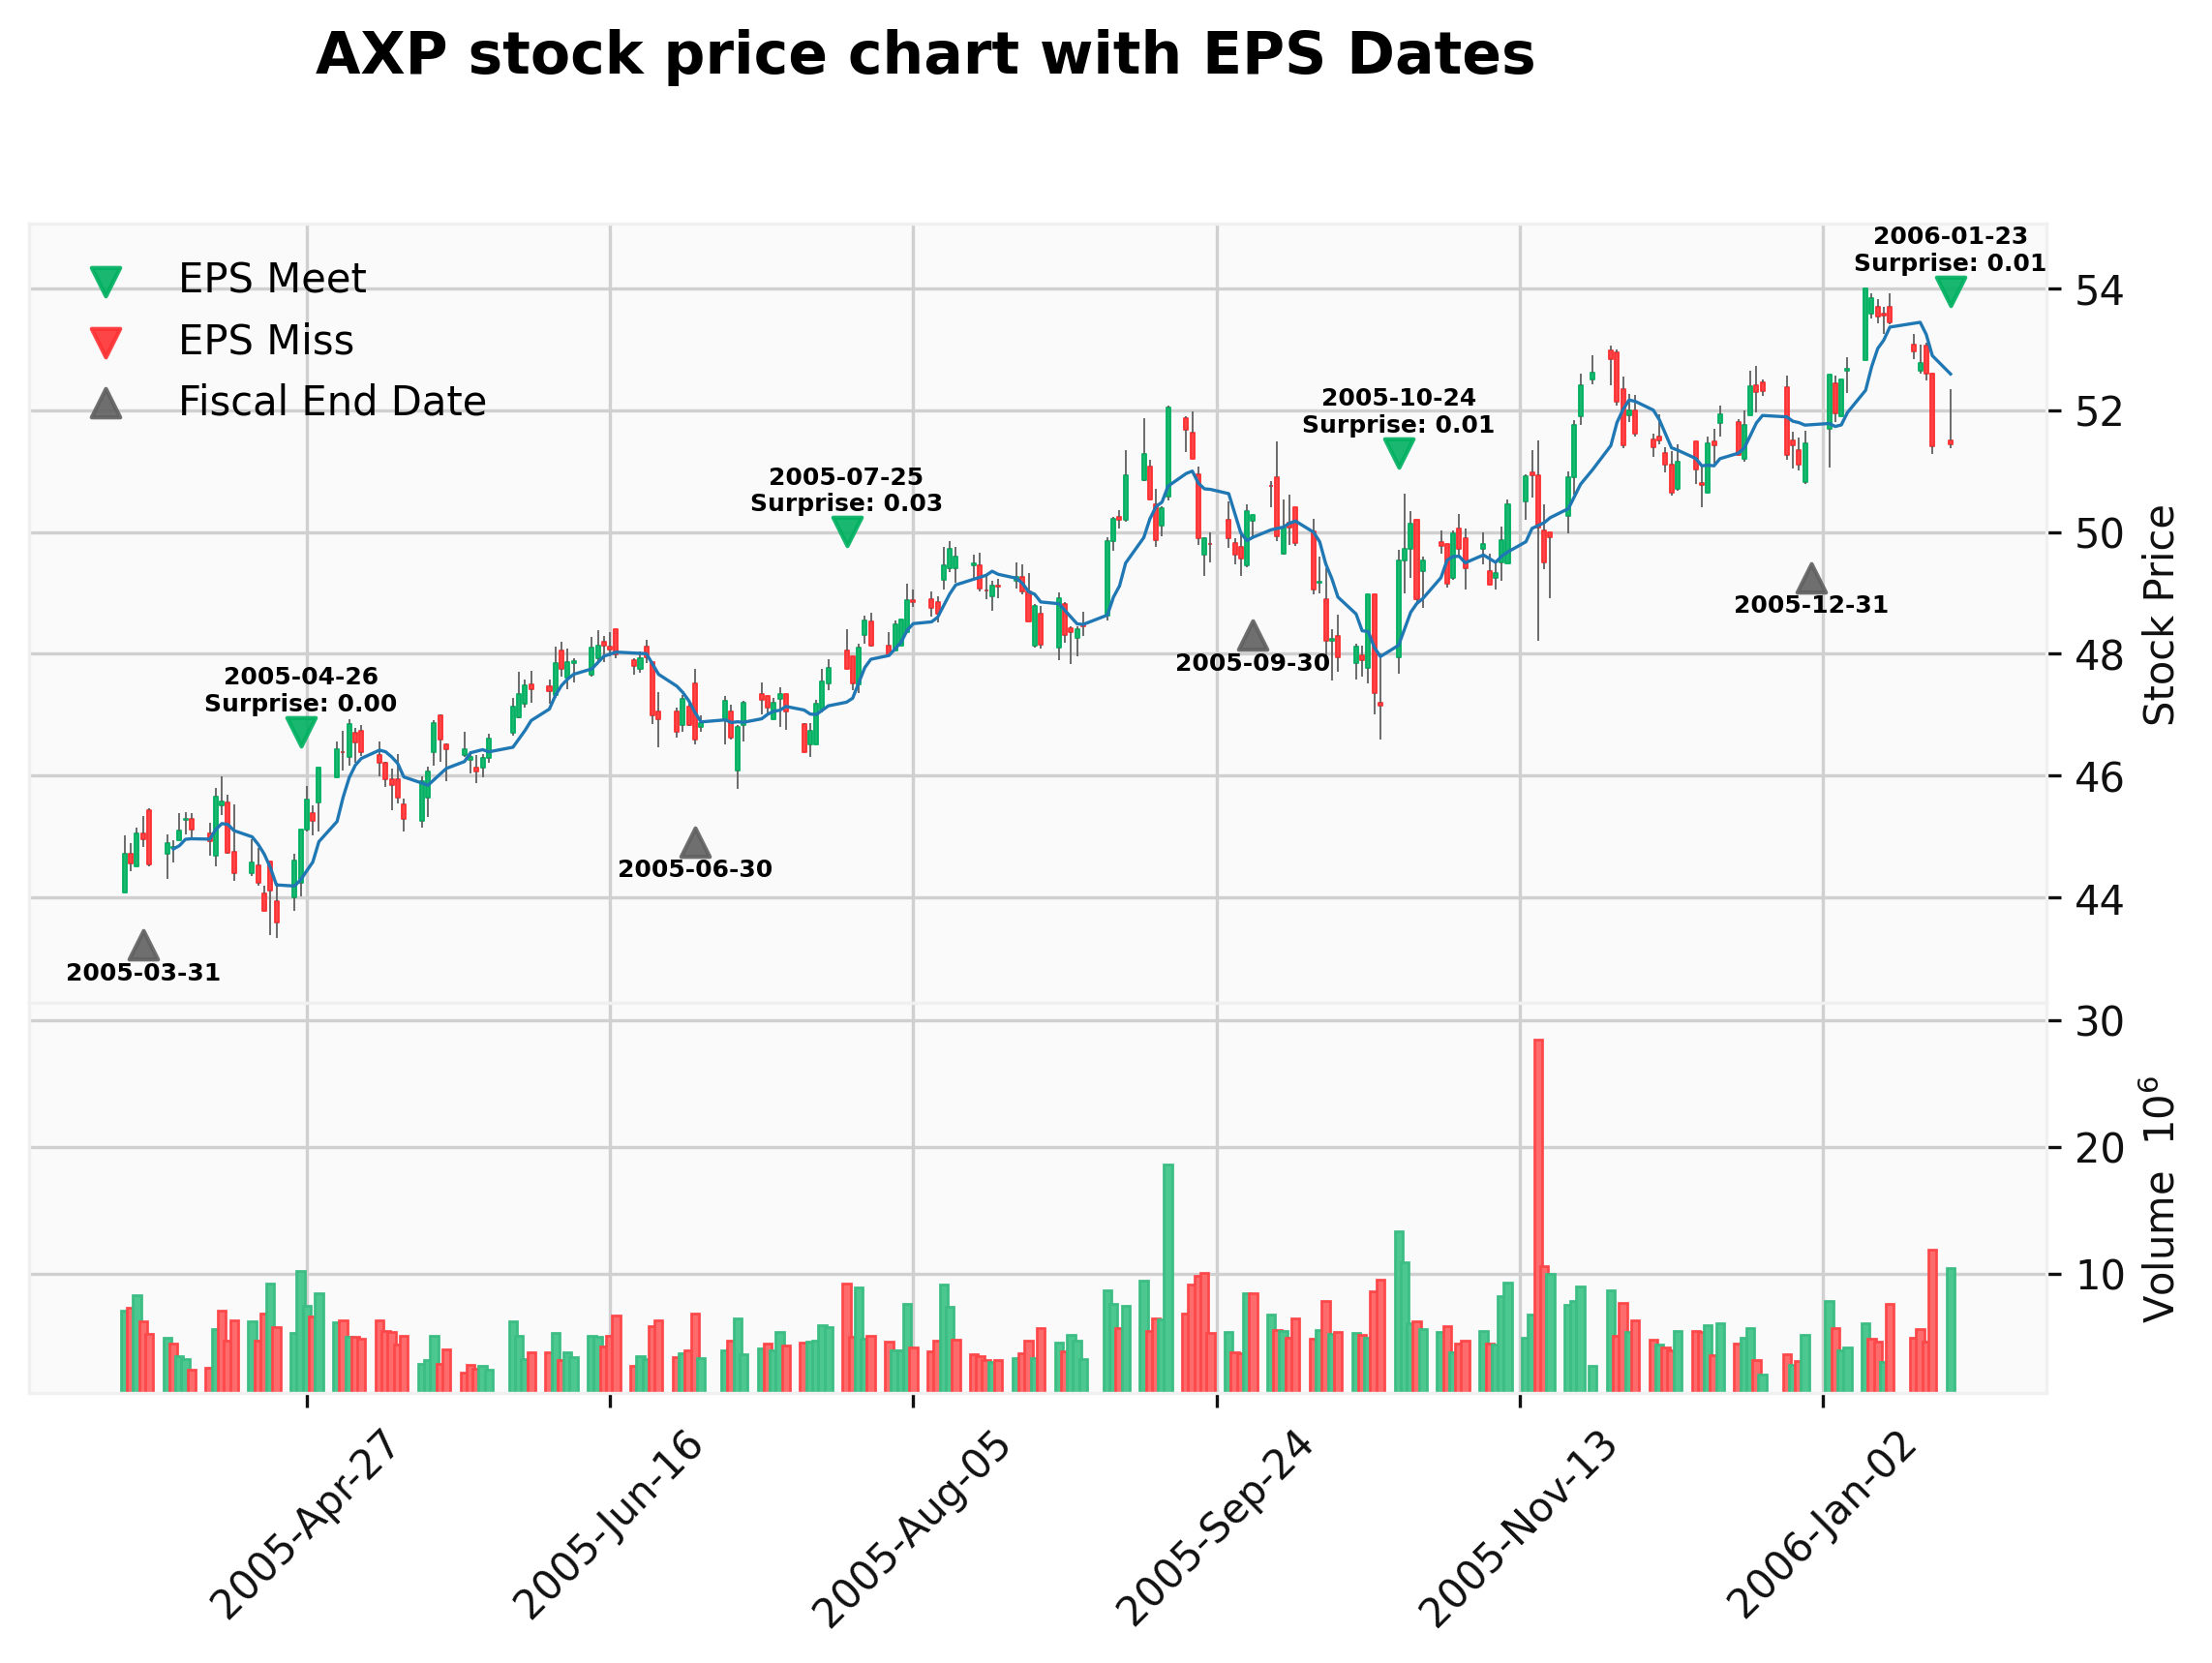 AXP stock price chart with EPS Dates
EPS Meet
EPS Miss
Fiscal End Date
2006-01-23
Surprise: 0.01
2005-10-24
Surprise: 0.01
2005-07-25
Surprise: 0.03
2005-04-26
Surprise: 0.00
2005-12-31
2005-09-30
2005-06-30
2005-03-31
54
52
50
48
46
44
Stock Price
30
20
10
Volume 10^6
2005-Apr-27
2005-Jun-16
2005-Aug-05
2005-Sep-24
2005-Nov-13
2006-Jan-02